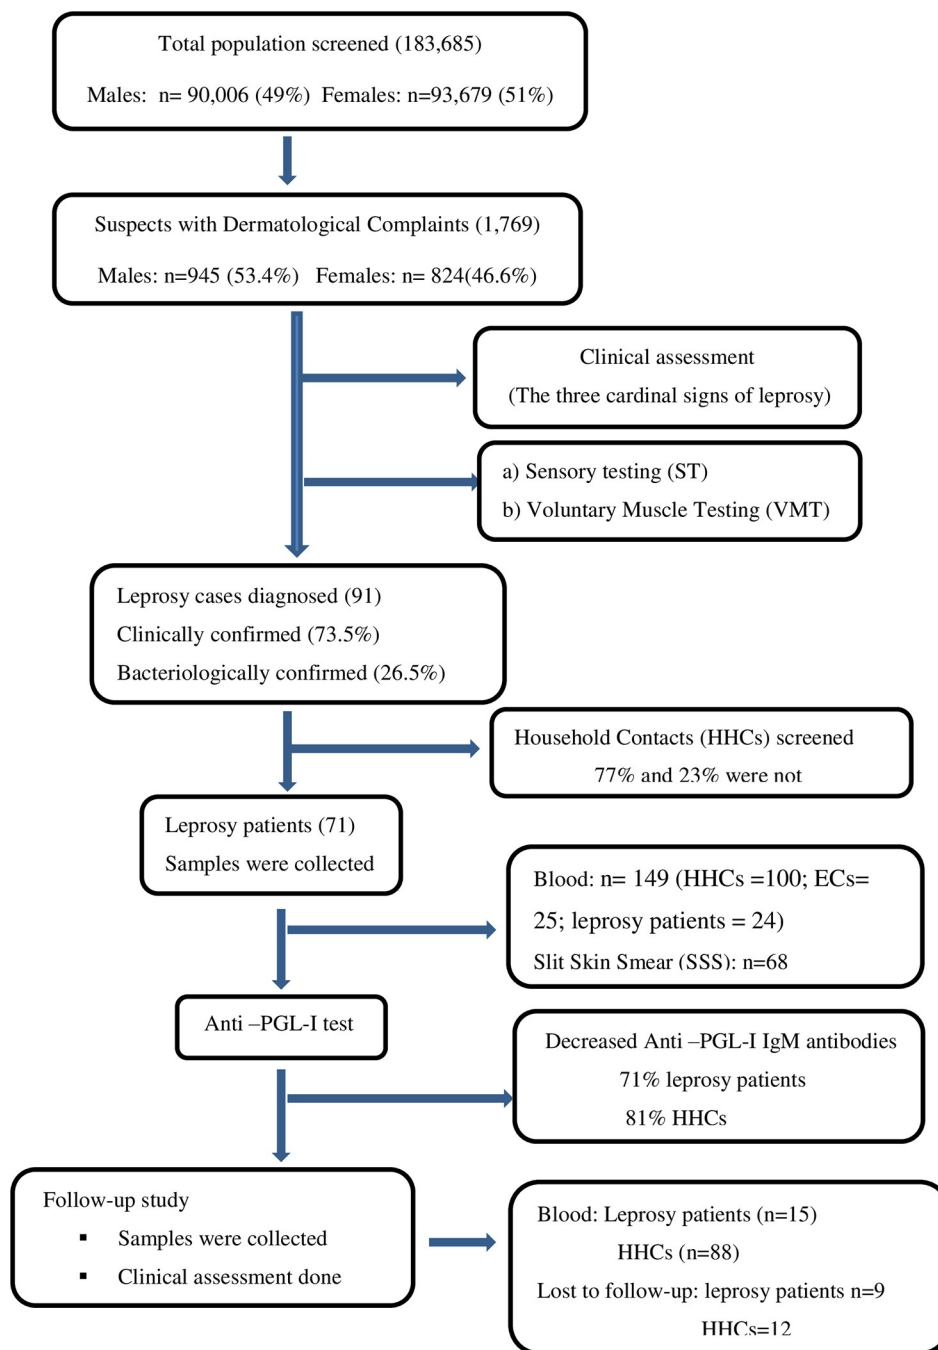 Total population screened (183,685)
Males:  n= 90,006 (49%)  Females: n=93,679 (51%)
Suspects with Dermatological Complaints (1,769)
Males: n=945 (53.4%)   Females: n= 824(46.6%)
Clinical assessment
(The three cardinal signs of leprosy)
a) Sensory testing (ST)
b) Voluntary Muscle Testing (VMT)
Leprosy cases diagnosed (91)
Clinically confirmed (73.5%)
Bacteriologically confirmed (26.5%)
Household Contacts (HHCs) screened
77% and 23% were not
Leprosy patients (71)
Samples were collected
Blood: n= 149 (HHCs =100; ECs=
25; leprosy patients = 24)
Slit Skin Smear (SSS): n=68
Anti –PGL-I test
Decreased Anti –PGL-I IgM antibodies
71% leprosy patients
81% HHCs
Follow-up study
▪ Samples were collected
▪ Clinical assessment done
Blood: Leprosy patients (n=15)
HHCs (n=88)
Lost to follow-up: leprosy patients n=9
HHCs=12